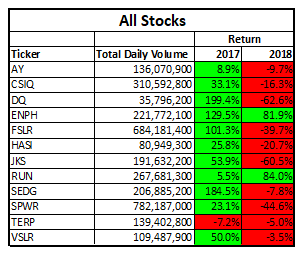 All Stocks
Return
Ticker Total Daily Volume 2017 2018
AY 136,070,900 8.9% -9.7%
CSIQ 310,592,800 33.1% -16.3%
DQ 35,796,200 199.4% -62.6%
ENPH 221,772,100 129.5% 81.9%
FSLR 684,181,400 101.3% -39.7%
HASI 80,949,300 25.8% -20.7%
JKS 191,632,200 53.9% -60.5%
RUN 267,681,300 5.5% 84.0%
SEDG 206,885,200 184.5% -7.8%
SPWR 782,187,000 23.1% -44.6%
TERP 139,402,800 -7.2% -5.0%
VSLR 109,487,900 50.0% -3.5%